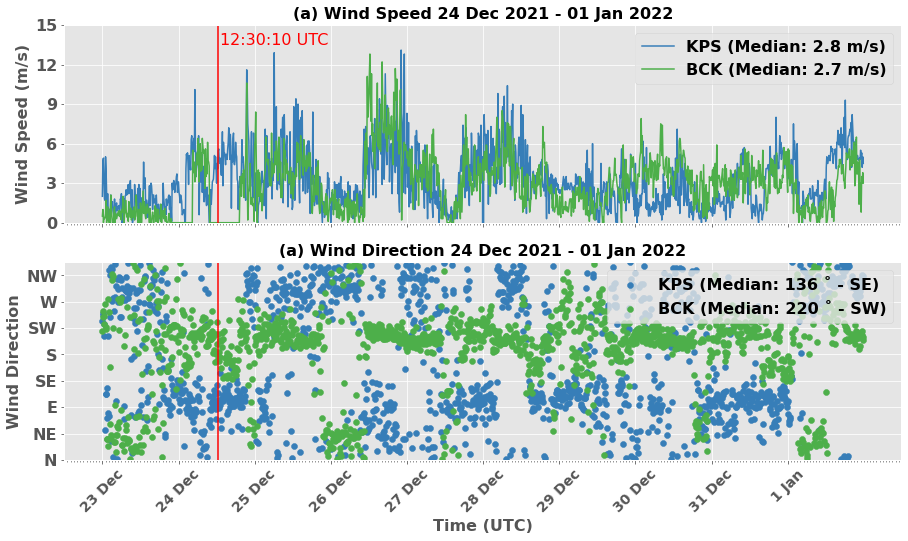 (a) Wind Speed 24 Dec 2021 - 01 Jan 2022
15
12
9
6
3
0
Wind Speed (m/s)
12:30:10 UTC
KPS (Median: 2.8 m/s)
BCK (Median: 2.7 m/s)
(a) Wind Direction 24 Dec 2021 - 01 Jan 2022
NW
W
SW
S
SE
E
NE
N
Wind Direction
KPS (Median: 136 ° - SE)
BCK (Median: 220 ° - SW)
23 Dec
24 Dec
25 Dec
26 Dec
27 Dec
28 Dec
29 Dec
30 Dec
31 Dec
1 Jan
Time (UTC)